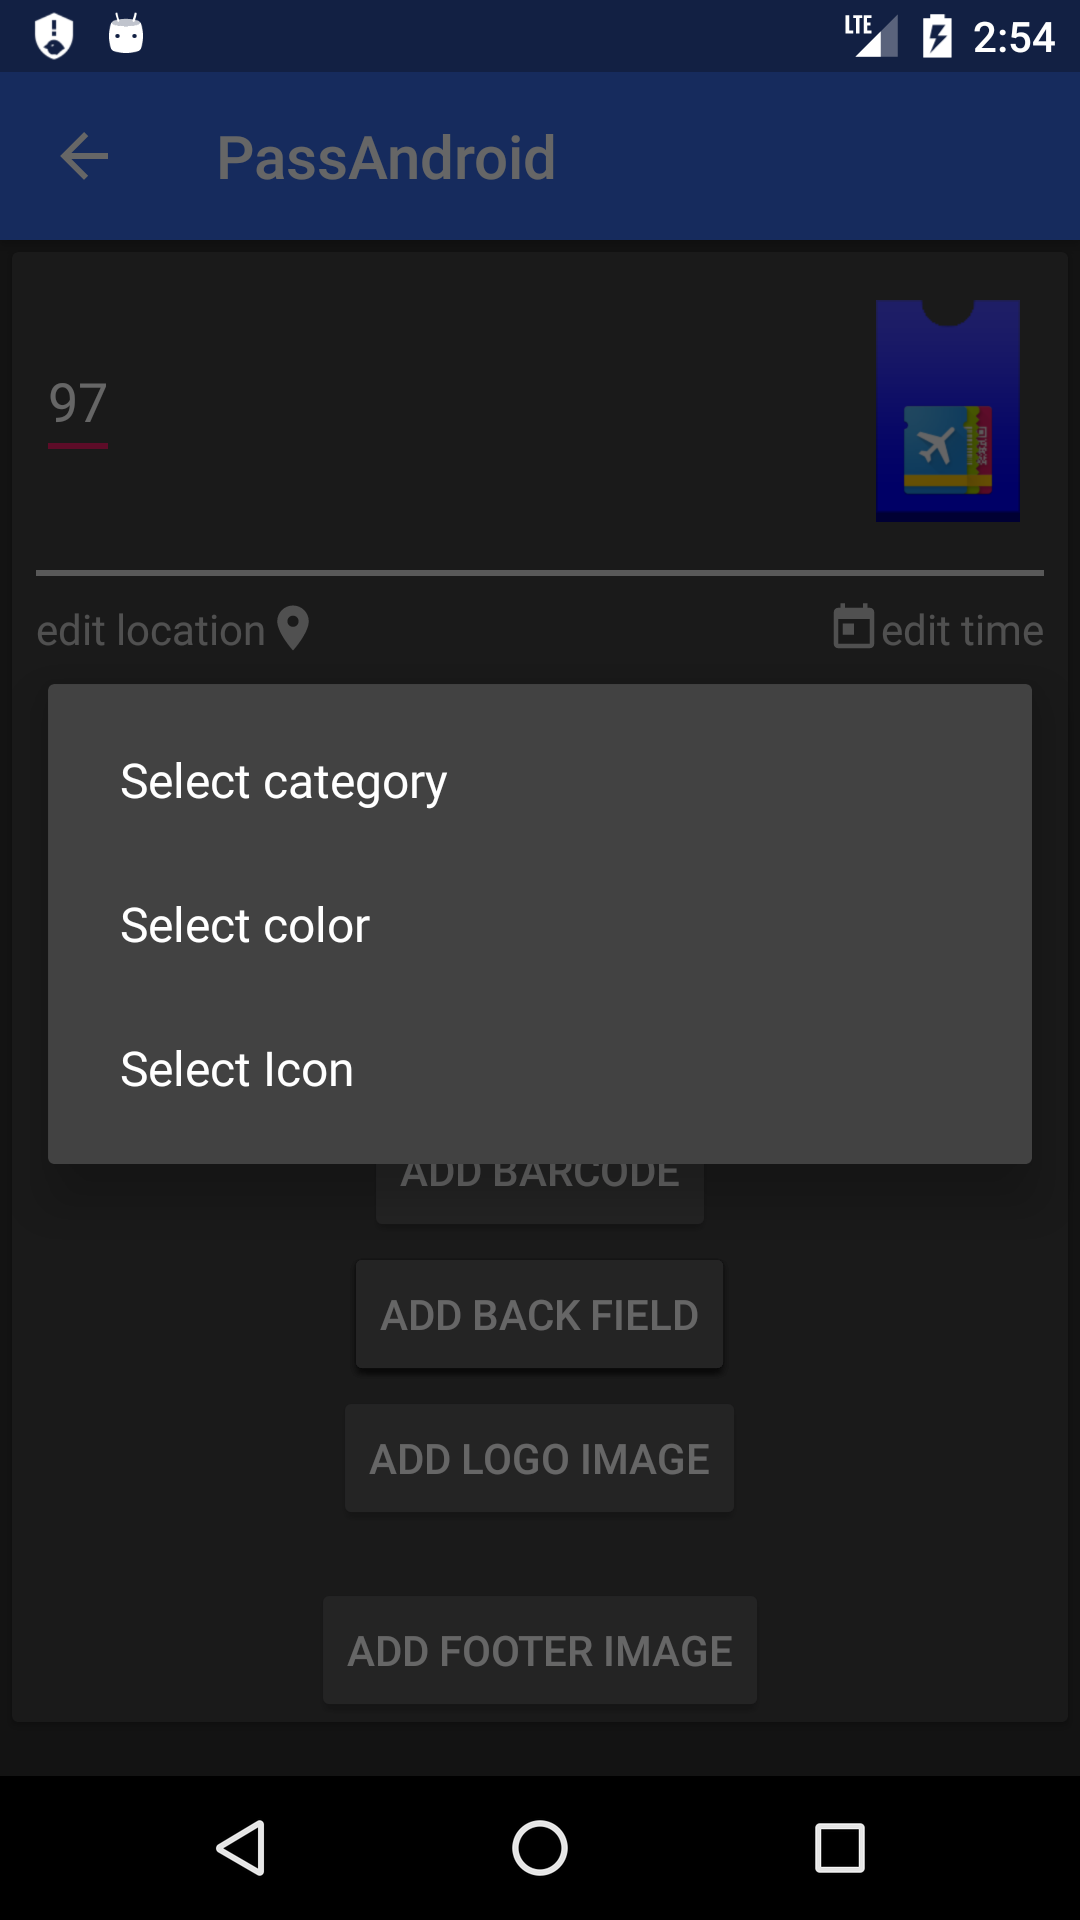 LTE 2:54
PassAndroid
97
edit location edit time
Select category
Select color
Select Icon
ADD BARCODE
ADD BACK FIELD
ADD LOGO IMAGE
ADD FOOTER IMAGE